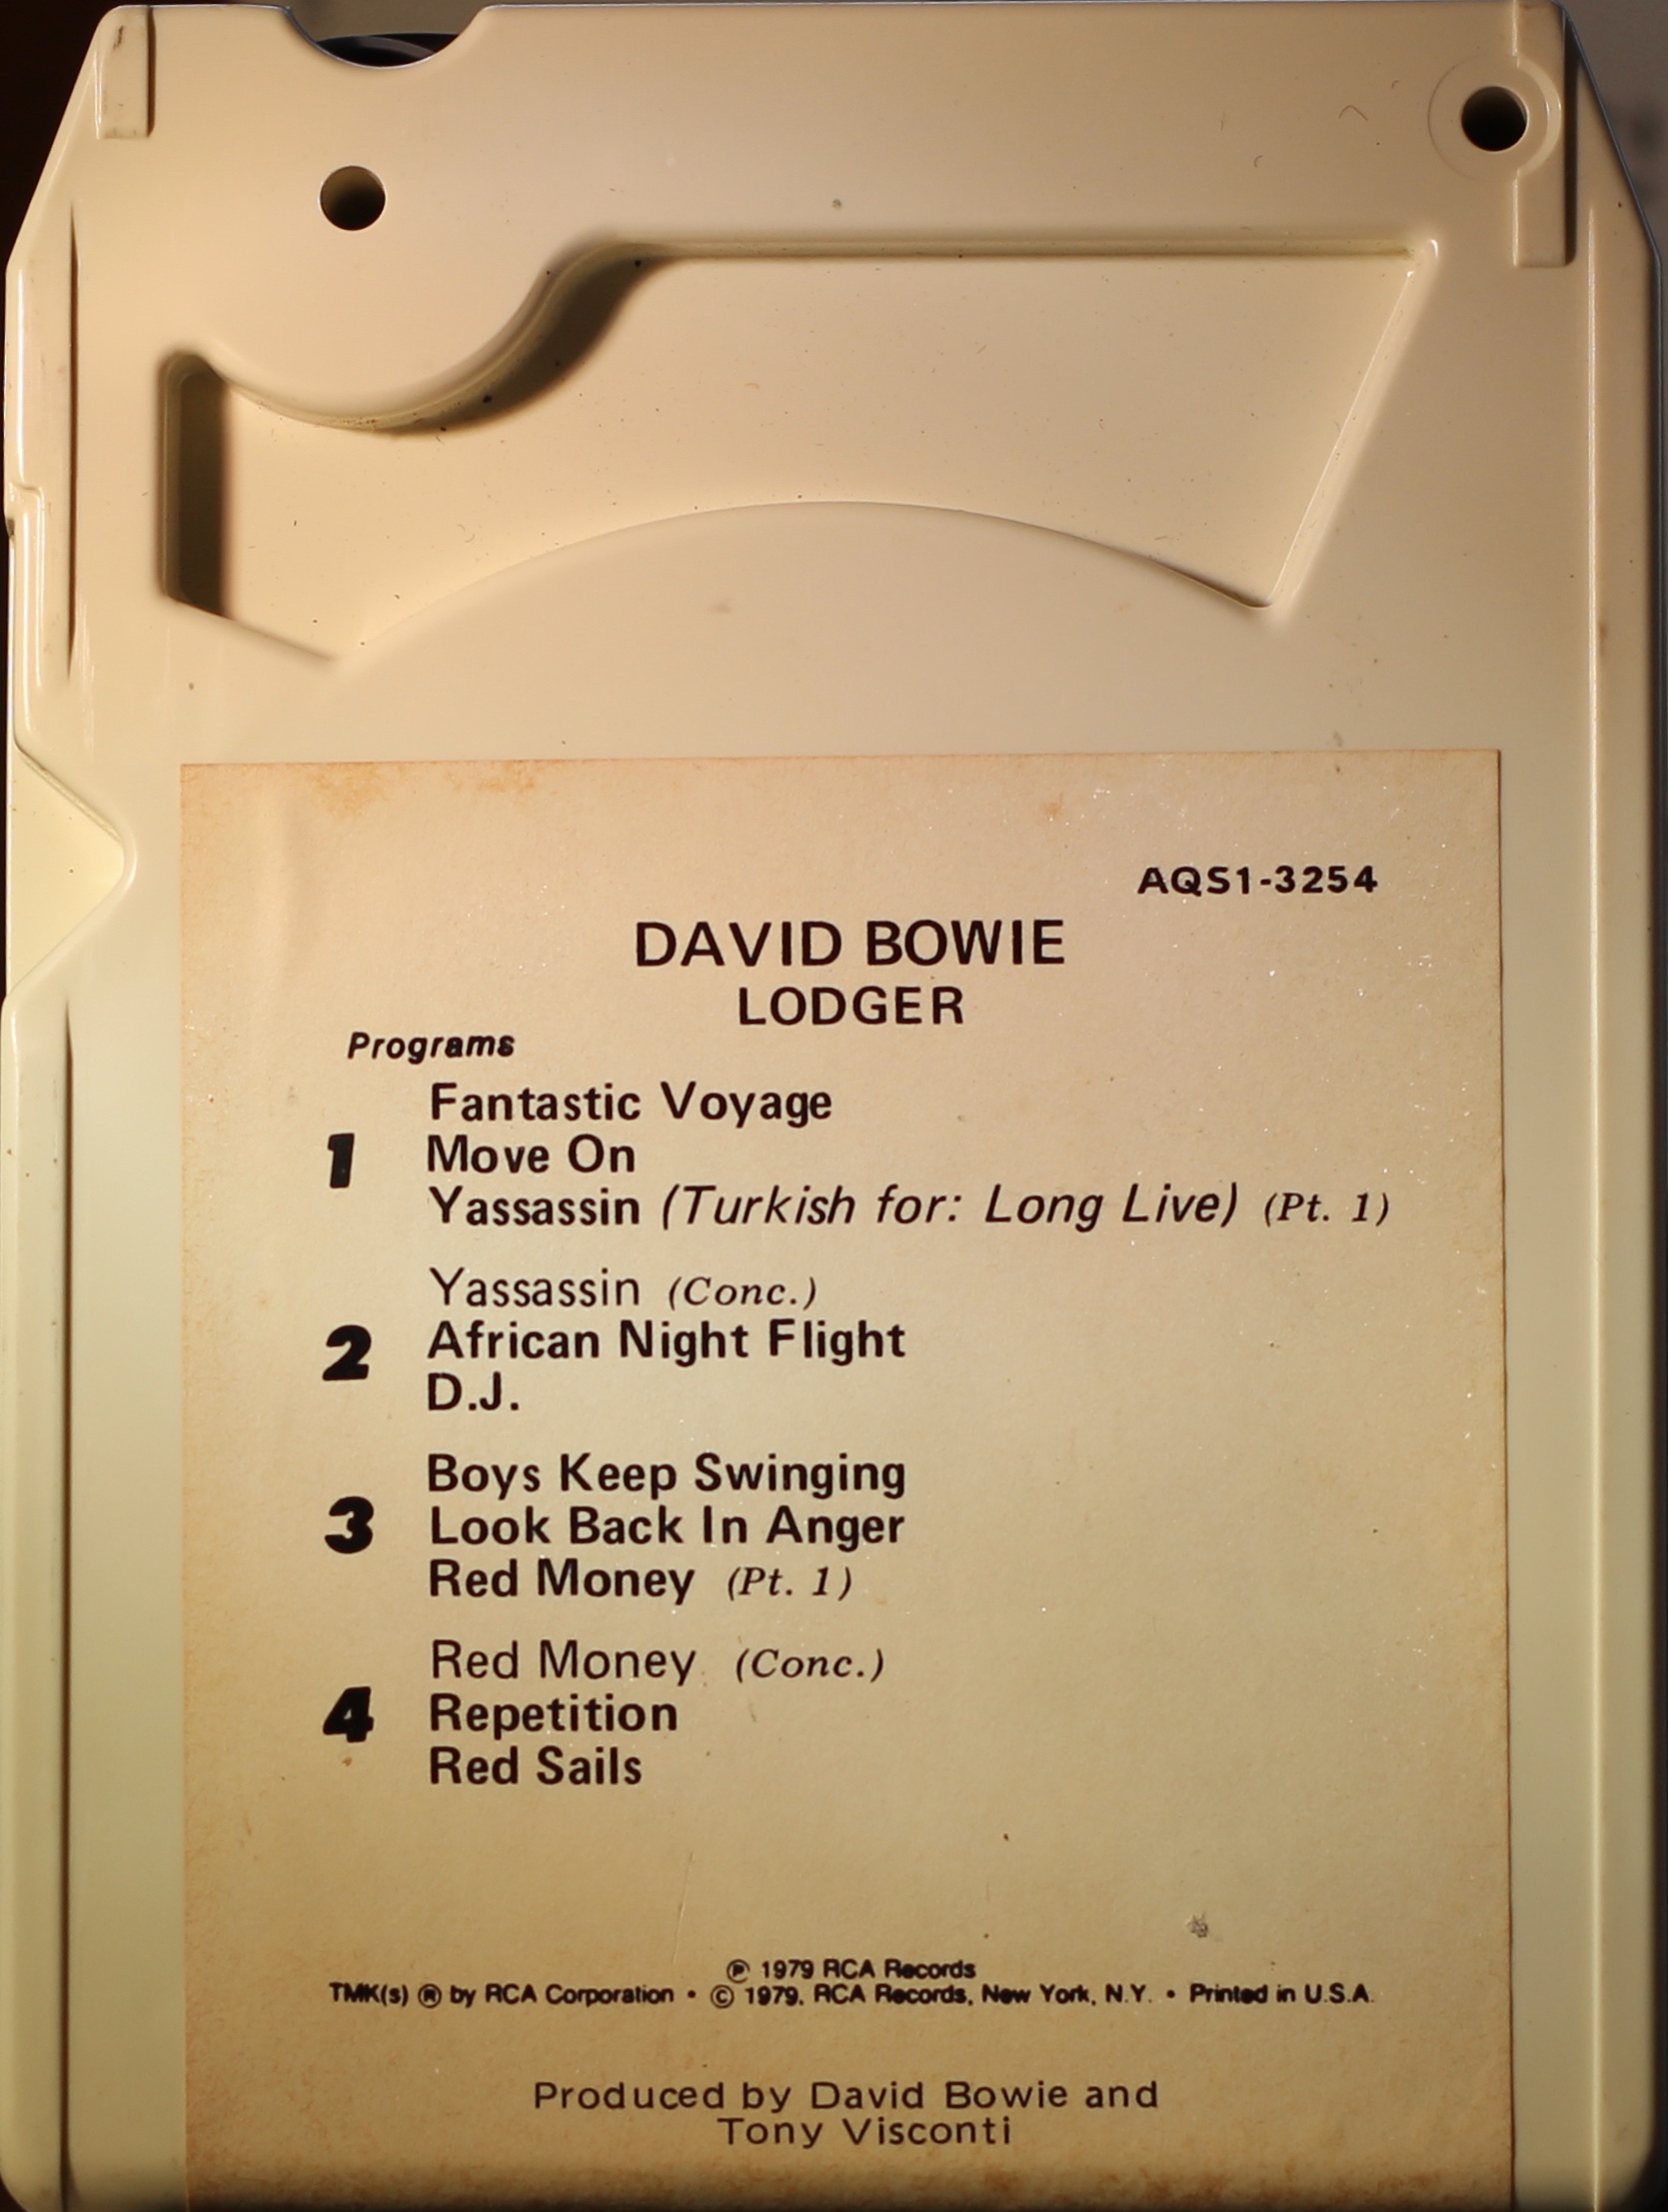 AQS1-3254
DAVID BOWIE
LODGER
Programs
Fantastic Voyage
1 Move On
Yassassin (Turkish for: Long Live) (Pt. 1)
Yassassin (Conc.)
2 African Night Flight
D.J.
Boys Keep Swinging
3 Look Back In Anger
Red Money (Pt. 1)
Red Money (Conc.)
4 Repetition
Red Sails
℗ 1979 RCA Records
TMK(s) ® by RCA Corporation • © 1979, RCA Records, New York, N.Y. • Printed in U.S.A.
Produced by David Bowie and
Tony Visconti